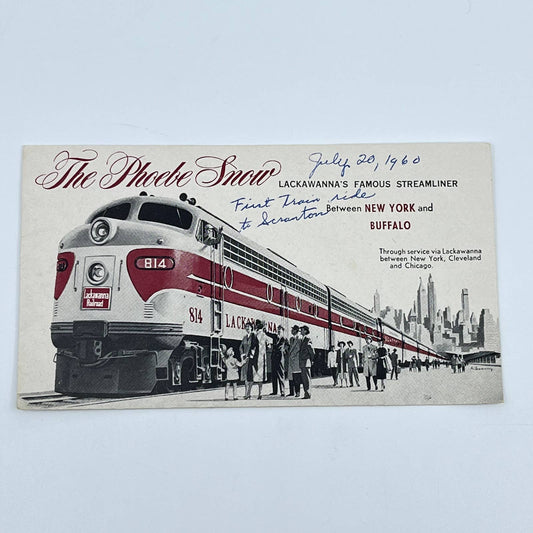 The Phoebe Snow
July 20, 1960
LACKAWANNA'S FAMOUS STREAMLINER
First Train ride
to Scranton
Between NEW YORK and
BUFFALO
Through service via Lackawanna
between New York, Cleveland
and Chicago.
814
Lackawanna
Railroad
814 LACKAWANNA